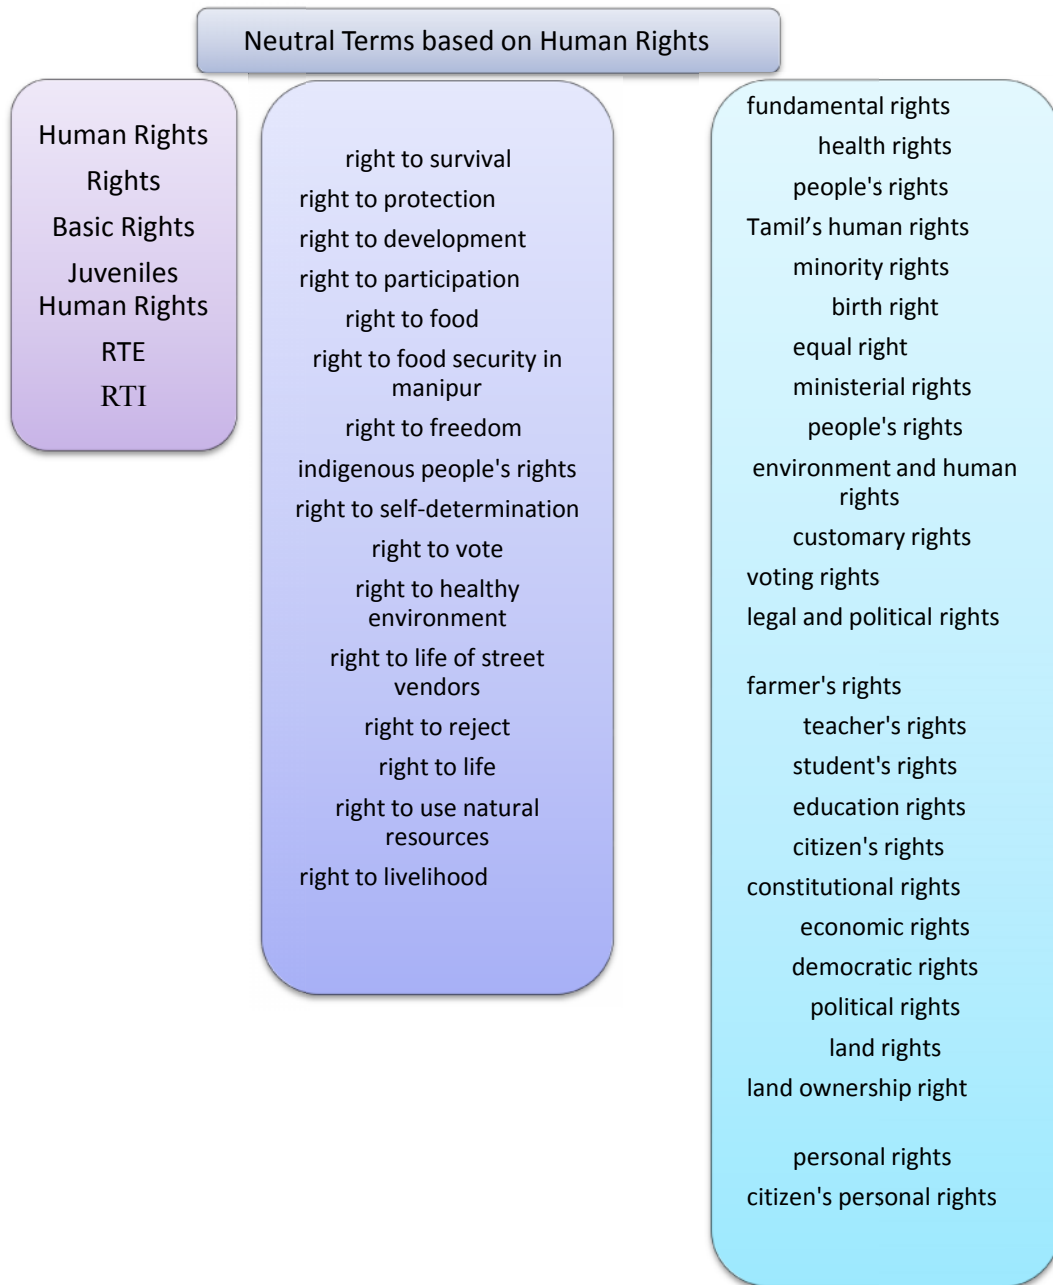 Neutral Terms based on Human Rights
Human Rights
Rights
Basic Rights
Juveniles
Human Rights
RTE
RTI
right to survival
right to protection
right to development
right to participation
right to food
right to food security in
manipur
right to freedom
indigenous people's rights
right to self-determination
right to vote
right to healthy
environment
right to life of street
vendors
right to reject
right to life
right to use natural
resources
right to livelihood
fundamental rights
health rights
people's rights
Tamil’s human rights
minority rights
birth right
equal right
ministerial rights
people's rights
environment and human
rights
customary rights
voting rights
legal and political rights
farmer's rights
teacher's rights
student's rights
education rights
citizen's rights
constitutional rights
economic rights
democratic rights
political rights
land rights
land ownership right
personal rights
citizen's personal rights